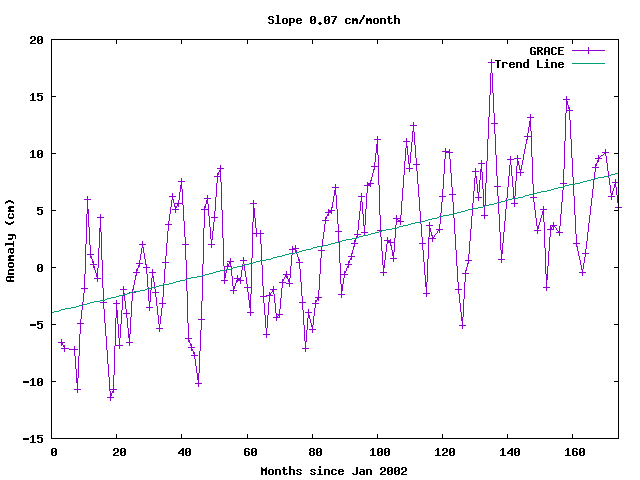 Slope 0.07 cm/month
GRACE
Trend Line
20
15
10
5
0
-5
-10
-15
Anomaly (cm)
0 20 40 60 80 100 120 140 160
Months since Jan 2002